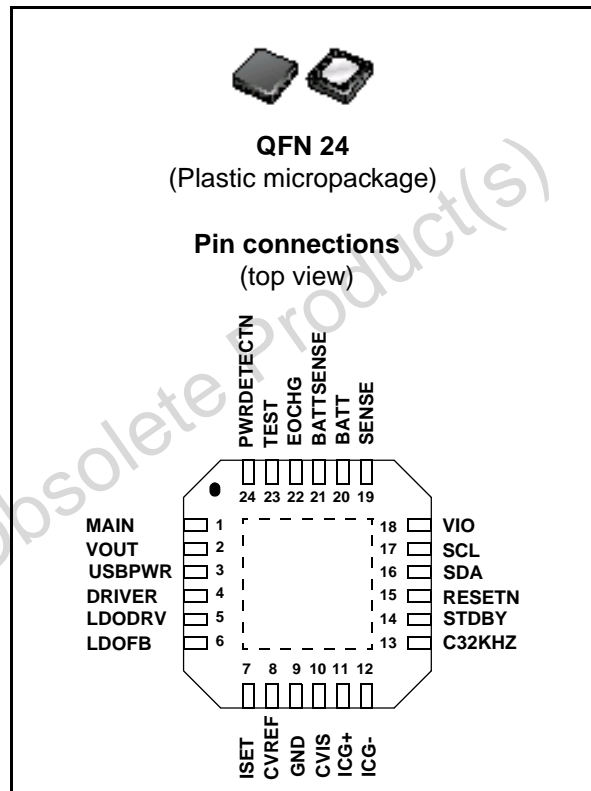 QFN 24
(Plastic micropackage)
Pin connections
(top view)
PWRDETECTN
TEST
EOCHG
BATTSENSE
BATT
SENSE
24 23 22 21 20 19
MAIN 1
VOUT 2
USBPWR 3
DRIVER 4
LDODRV 5
LDOFB 6
18 VIO
17 SCL
16 SDA
15 RESETN
14 STDBY
13 C32KHZ
7 8 9 10 11 12
ISET
CVREF
GND
CVIS
ICG+
ICG-
Obsolete Product(s)